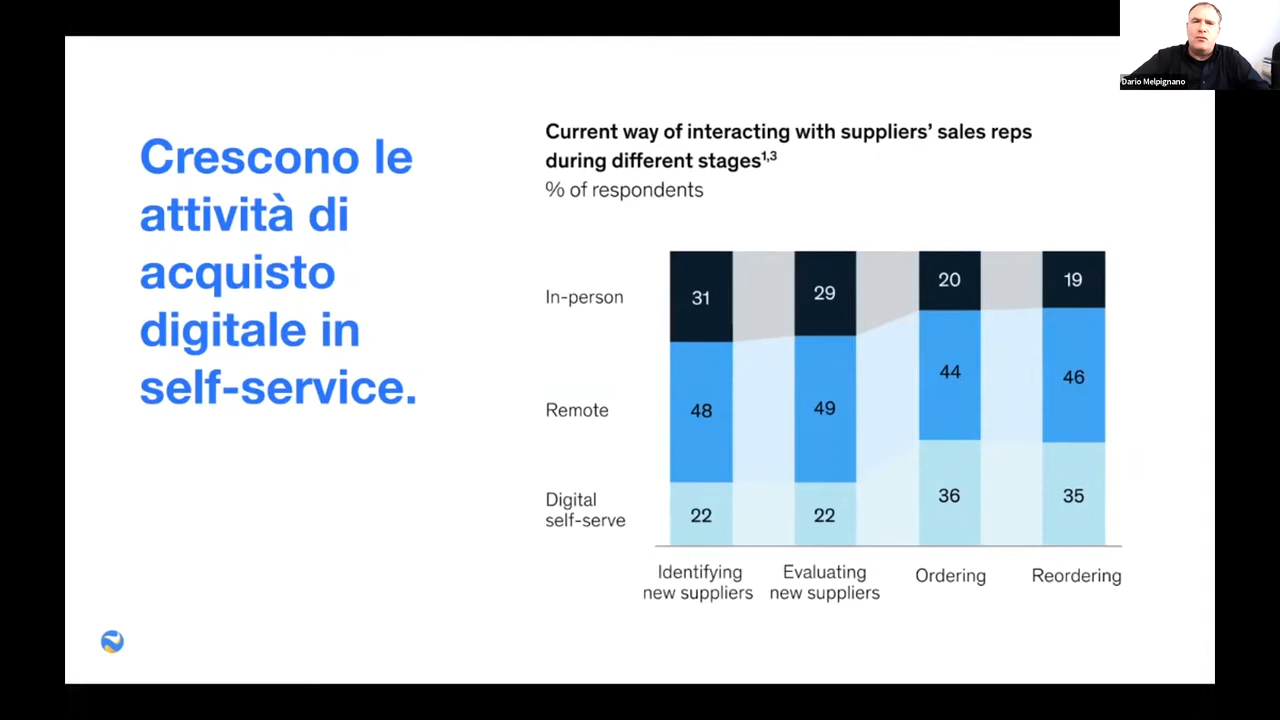 Dario Melpignano
Crescono le
attività di
acquisto
digitale in
self-service.
Current way of interacting with suppliers’ sales reps
during different stages¹,³
% of respondents
In-person
31
29
20
19
Remote
48
49
44
46
Digital
self-serve
22
22
36
35
Identifying
new suppliers
Evaluating
new suppliers
Ordering
Reordering